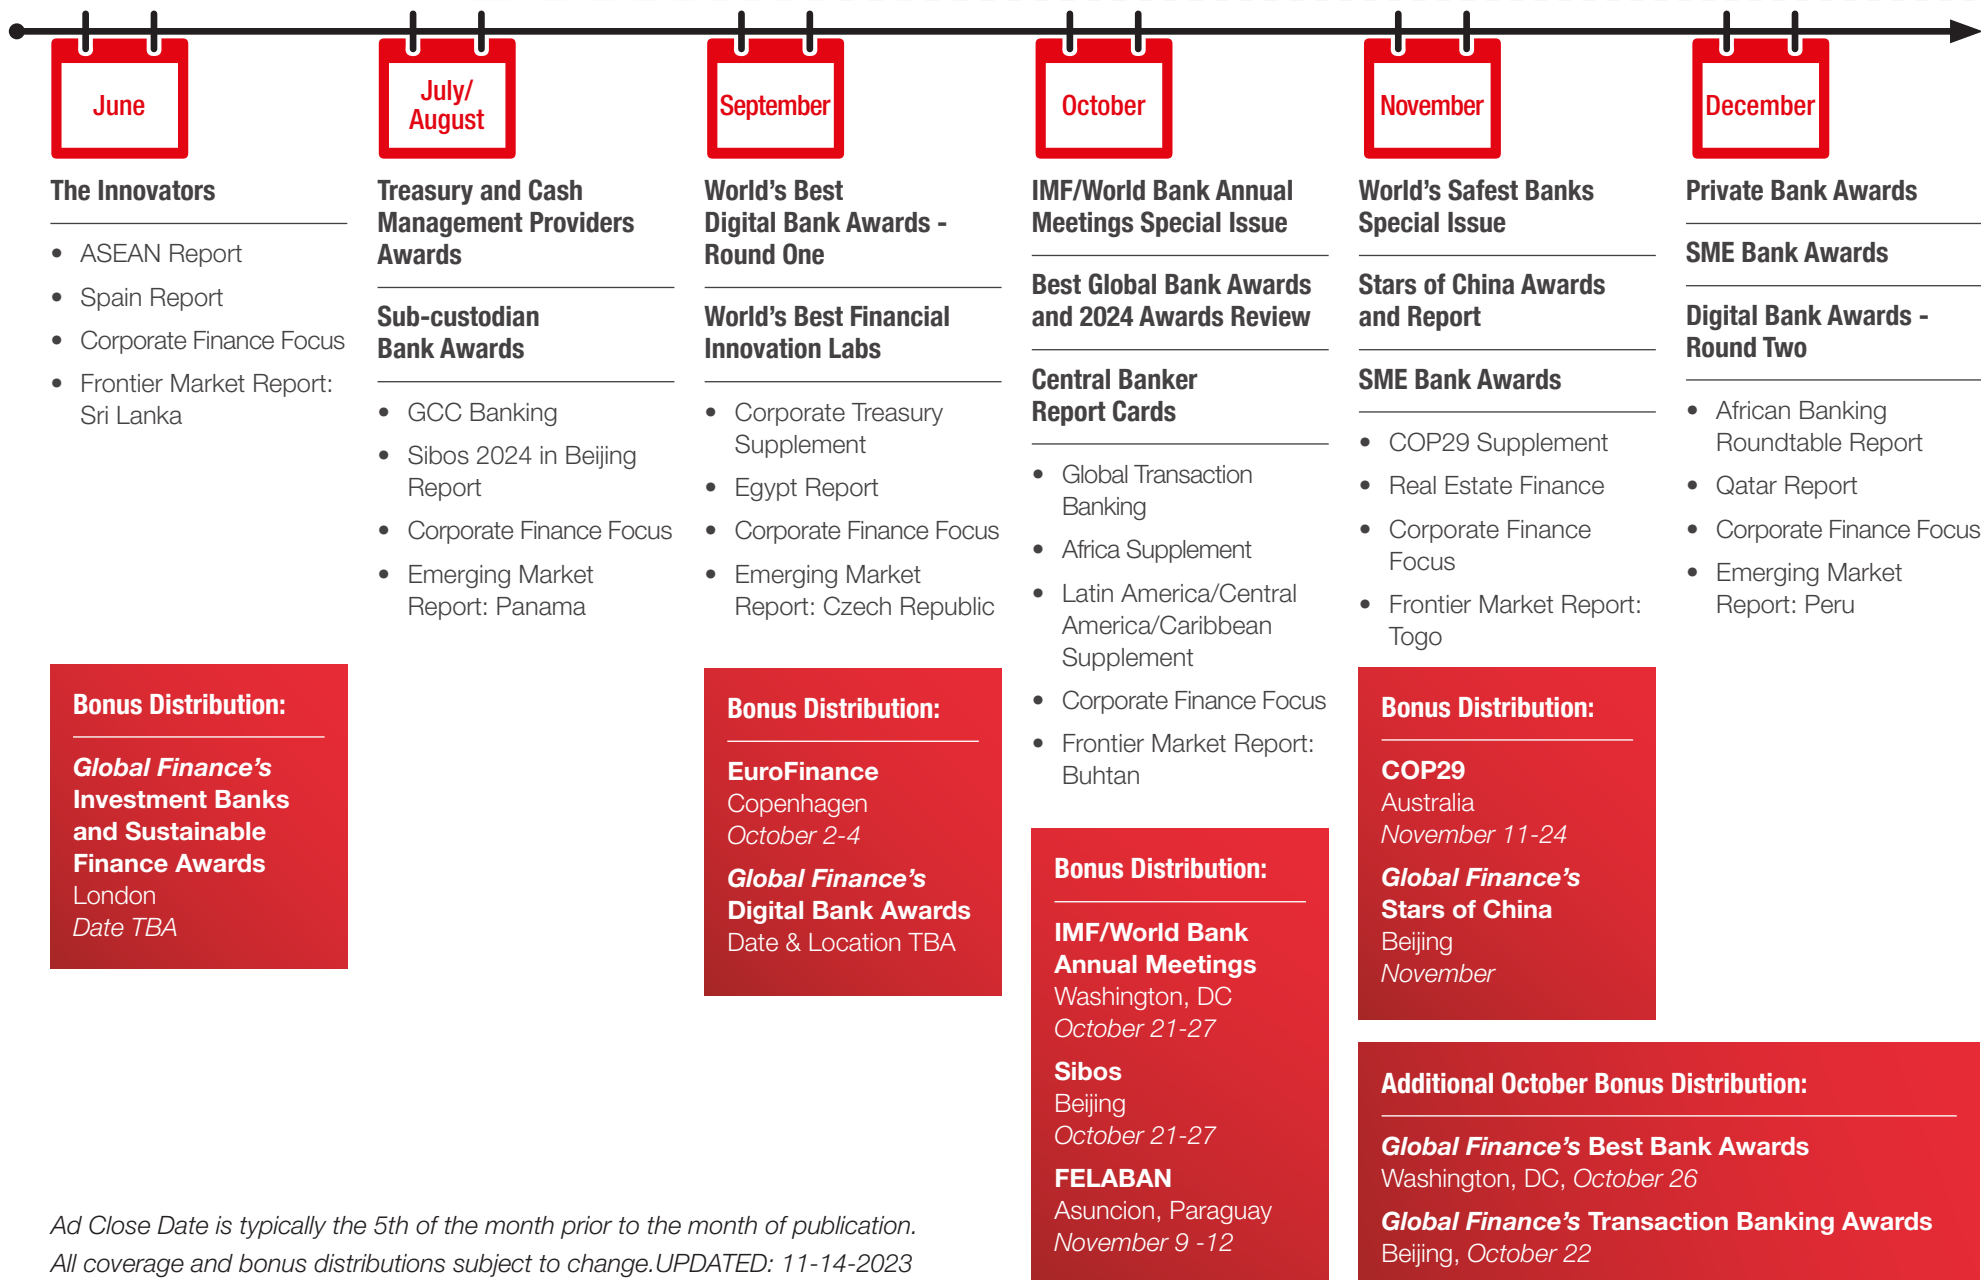 June
The Innovators
ASEAN Report
Spain Report
Corporate Finance Focus
Frontier Market Report:
Sri Lanka
Bonus Distribution:
Global Finance’s
Investment Banks
and Sustainable
Finance Awards
London
Date TBA
July/
August
Treasury and Cash
Management Providers
Awards
Sub-custodian
Bank Awards
GCC Banking
Sibos 2024 in Beijing
Report
Corporate Finance Focus
Emerging Market
Report: Panama
September
World’s Best
Digital Bank Awards -
Round One
World’s Best Financial
Innovation Labs
Corporate Treasury
Supplement
Egypt Report
Corporate Finance Focus
Emerging Market
Report: Czech Republic
Bonus Distribution:
EuroFinance
Copenhagen
October 2-4
Global Finance’s
Digital Bank Awards
Date & Location TBA
October
IMF/World Bank Annual
Meetings Special Issue
Best Global Bank Awards
and 2024 Awards Review
Central Banker
Report Cards
Global Transaction
Banking
Africa Supplement
Latin America/Central
America/Caribbean
Supplement
Corporate Finance Focus
Frontier Market Report:
Buhtan
Bonus Distribution:
IMF/World Bank
Annual Meetings
Washington, DC
October 21-27
Sibos
Beijing
October 21-27
FELABAN
Asuncion, Paraguay
November 9 -12
November
World’s Safest Banks
Special Issue
Stars of China Awards
and Report
SME Bank Awards
COP29 Supplement
Real Estate Finance
Corporate Finance
Focus
Frontier Market Report:
Togo
Bonus Distribution:
COP29
Australia
November 11-24
Global Finance’s
Stars of China
Beijing
November
December
Private Bank Awards
SME Bank Awards
Digital Bank Awards -
Round Two
African Banking
Roundtable Report
Qatar Report
Corporate Finance Focus
Emerging Market
Report: Peru
Additional October Bonus Distribution:
Global Finance’s Best Bank Awards
Washington, DC, October 26
Global Finance’s Transaction Banking Awards
Beijing, October 22
Ad Close Date is typically the 5th of the month prior to the month of publication.
All coverage and bonus distributions subject to change.UPDATED: 11-14-2023